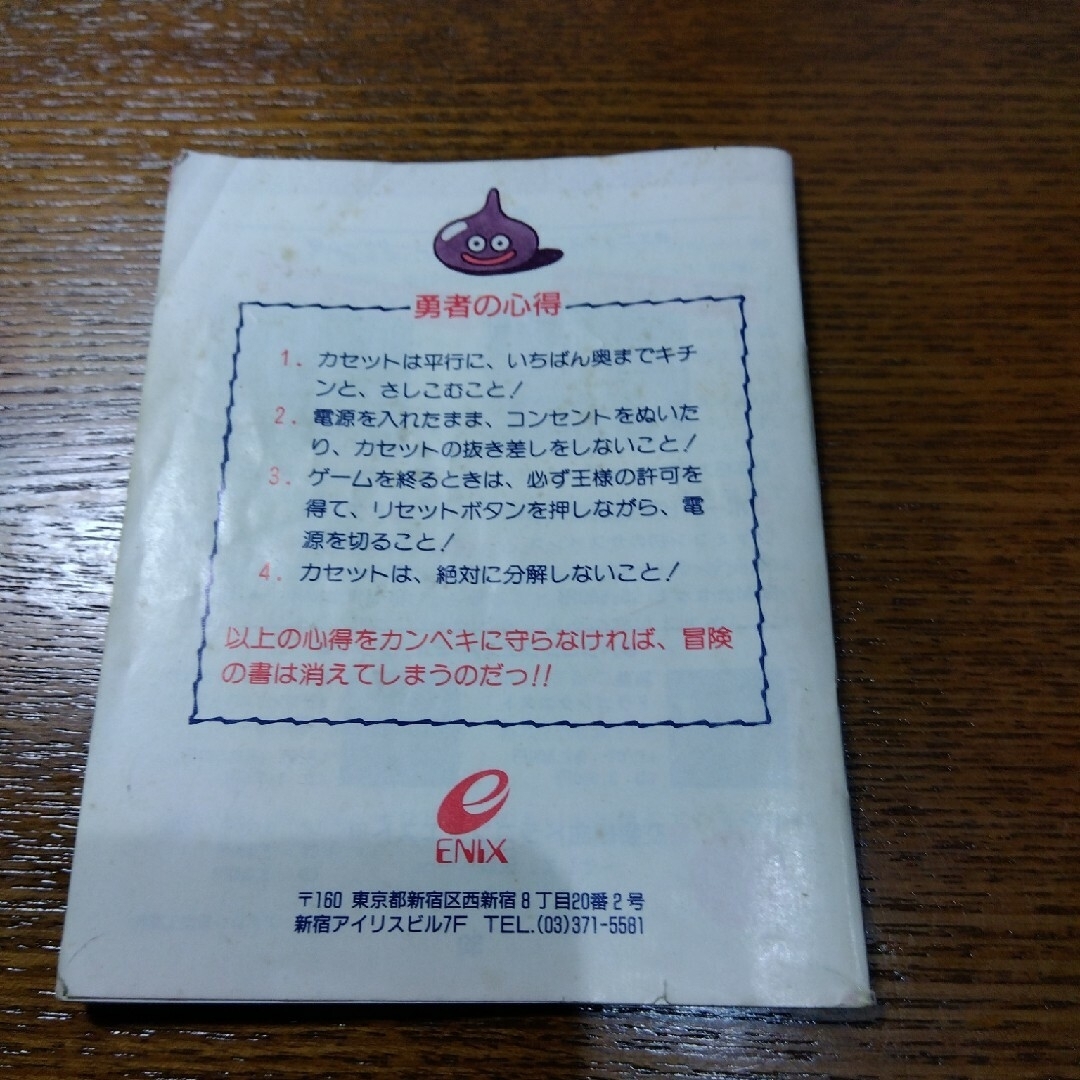 勇者の心得
1. カセットは平行に、いちばん奥までキチ
ンと、さしこむこと!
2. 電源を入れたまま、コンセントをぬいた
り、カセットの抜き差しをしないこと!
3. ゲームを終るときは、必ず王様の許可を
得て、リセットボタンを押しながら、電
源を切ること!
4. カセットは、絶対に分解しないこと!
以上の心得をカンペキに守らなければ、冒険
の書は消えてしまうのだっ!!
ENIX
〒160 東京都新宿区西新宿8丁目20番2号
新宿アイリスビル7F TEL.(03)371-5581